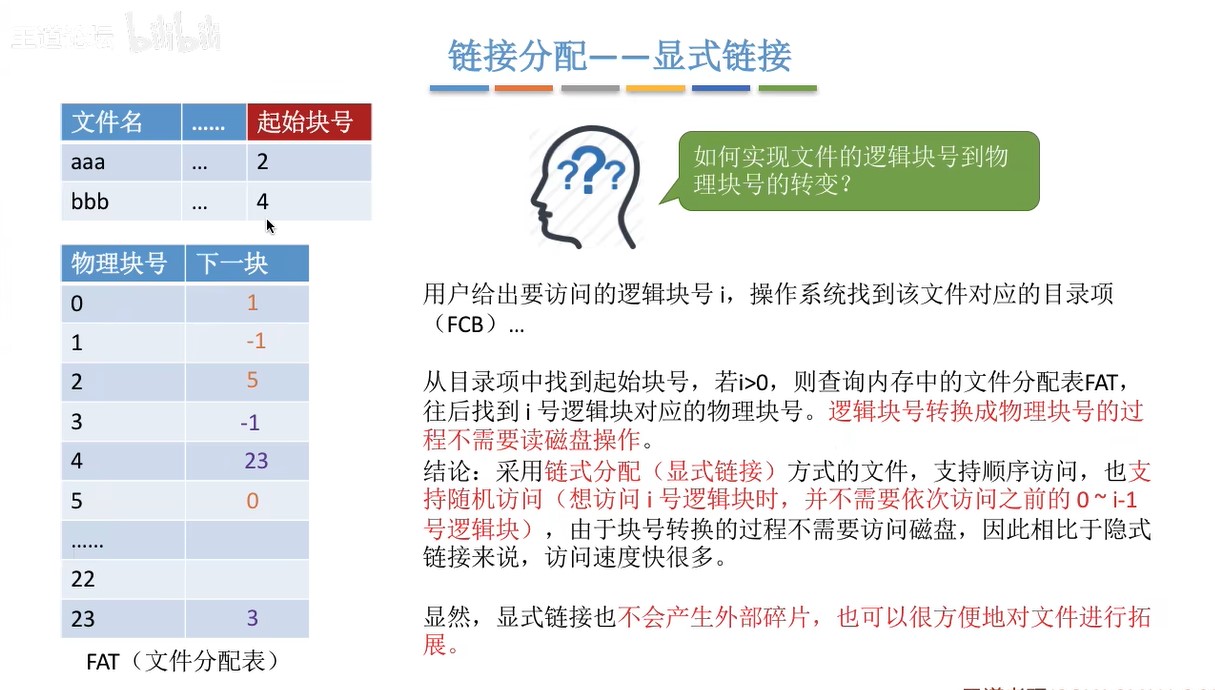 王道论坛 bilibili
链接分配——显式链接
文件名 …… 起始块号
aaa … 2
bbb … 4
???
如何实现文件的逻辑块号到物
理块号的转变？
物理块号 下一块
0 1
1 -1
2 5
3 -1
4 23
5 0
……
22
23 3
FAT（文件分配表）
用户给出要访问的逻辑块号 i，操作系统找到该文件对应的目录项
（FCB）…
从目录项中找到起始块号，若i>0，则查询内存中的文件分配表FAT，
往后找到 i 号逻辑块对应的物理块号。逻辑块号转换成物理块号的过
程不需要读磁盘操作。
结论：采用链式分配（显式链接）方式的文件，支持顺序访问，也支
持随机访问（想访问 i 号逻辑块时，并不需要依次访问之前的 0 ~ i-1
号逻辑块），由于块号转换的过程不需要访问磁盘，因此相比于隐式
链接来说，访问速度快很多。
显然，显式链接也不会产生外部碎片，也可以很方便地对文件进行拓
展。